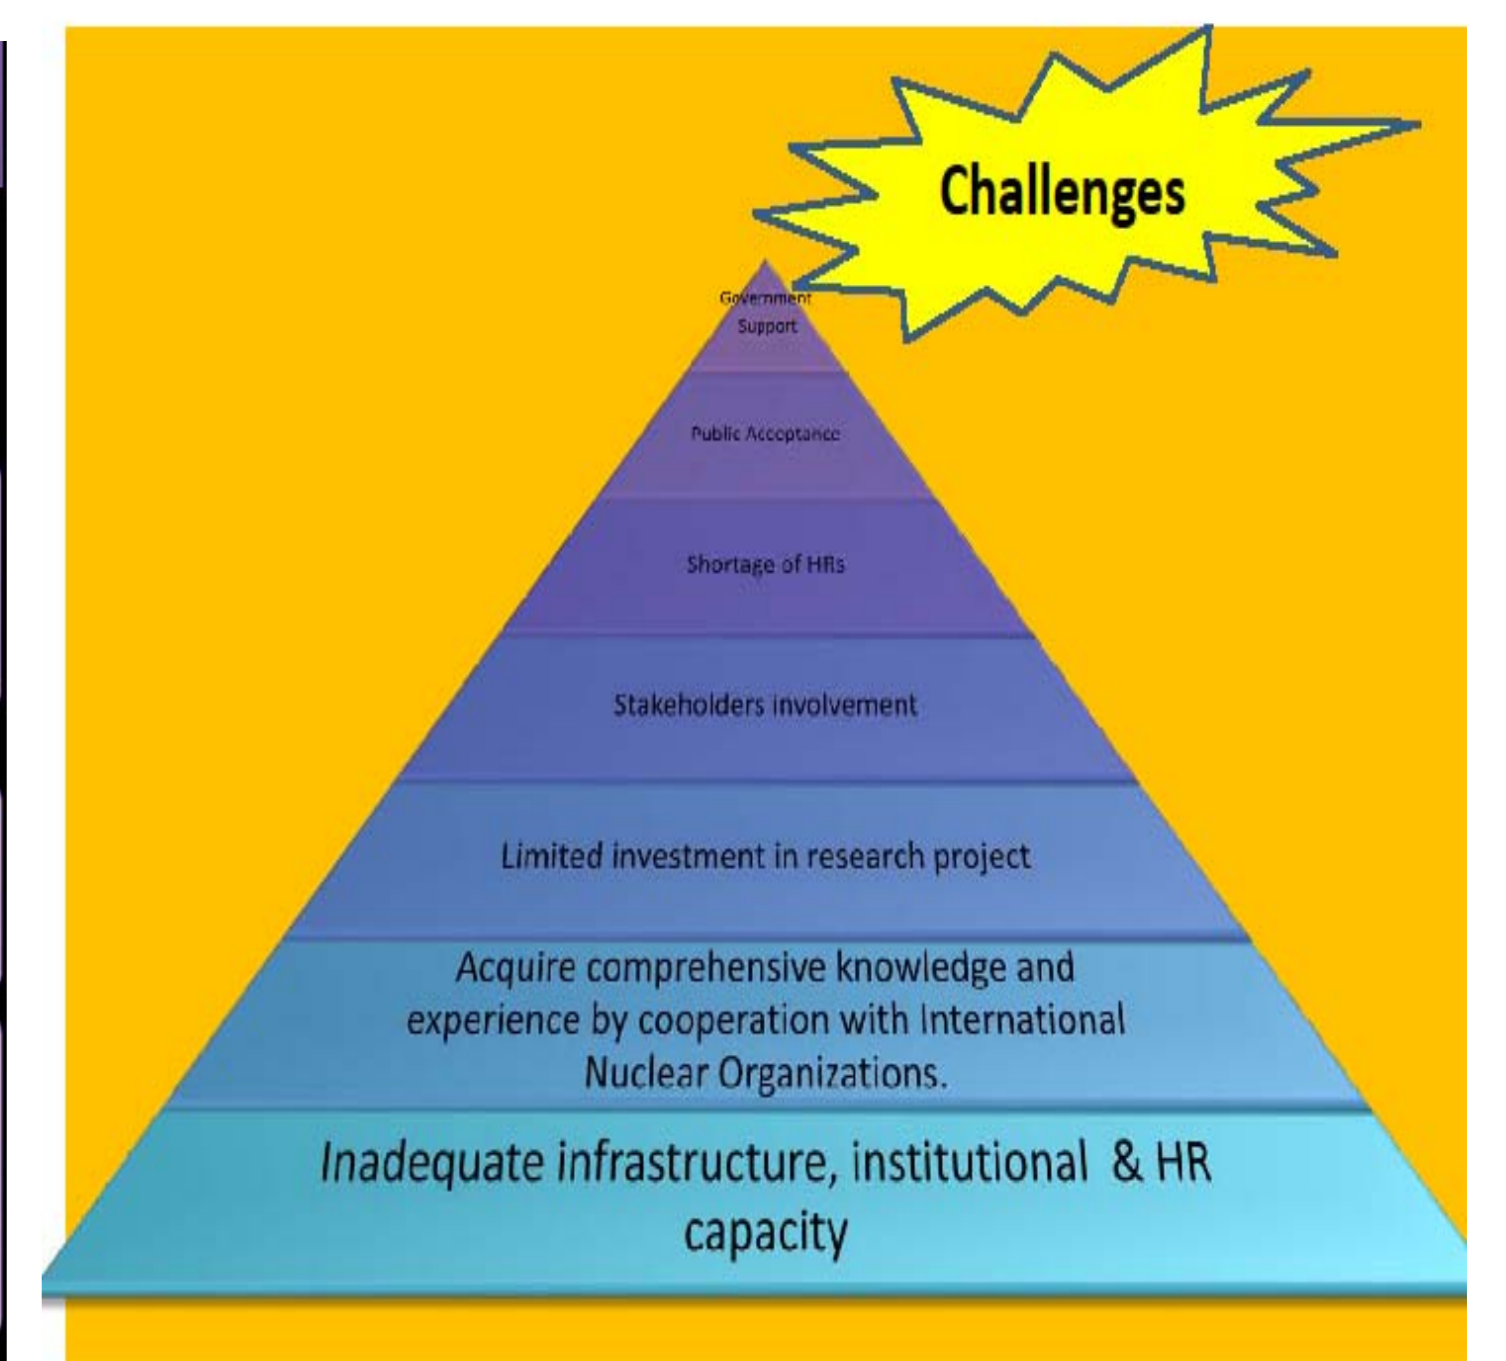 Challenges
Government
Support
Public Acceptance
Shortage of HRs
Stakeholders involvement
Limited investment in research project
Acquire comprehensive knowledge and
experience by cooperation with International
Nuclear Organizations.
Inadequate infrastructure, institutional & HR
capacity